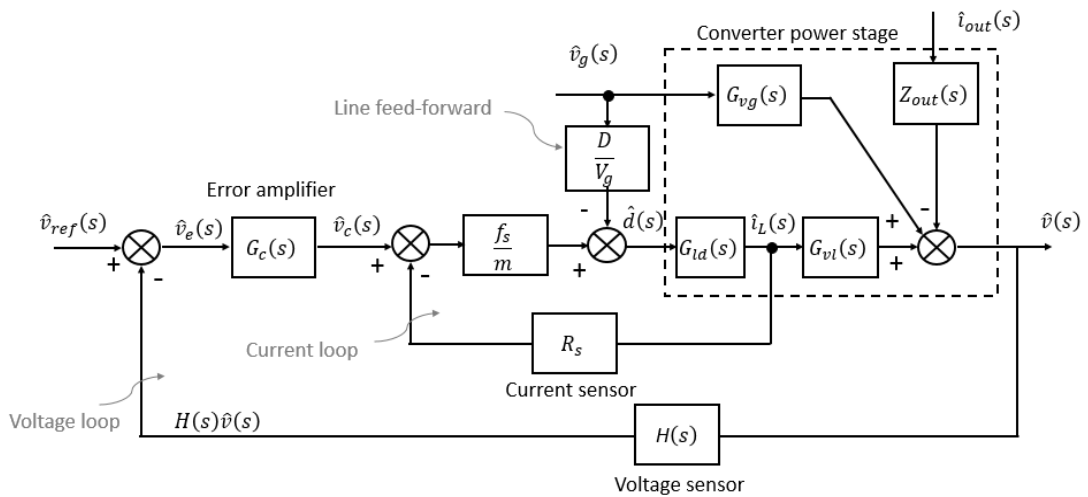 î_out(s)
Converter power stage
v̂_g(s)
G_vg(s)
Z_out(s)
Line feed-forward
D
V_g
Error amplifier
-
-
v̂_ref(s)
v̂_e(s)
G_c(s)
v̂_c(s)
f_s
m
d̂(s)
G_ld(s)
î_L(s)
G_vl(s)
+
v̂(s)
+
-
+
-
+
+
R_s
Current loop
Current sensor
Voltage loop
H(s)v̂(s)
H(s)
Voltage sensor